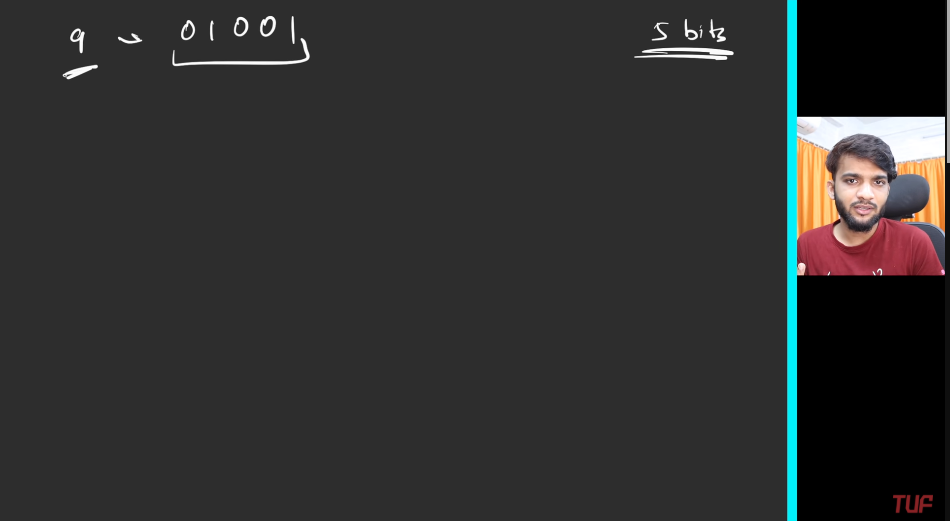 9 → 01001
5 bits
TUF